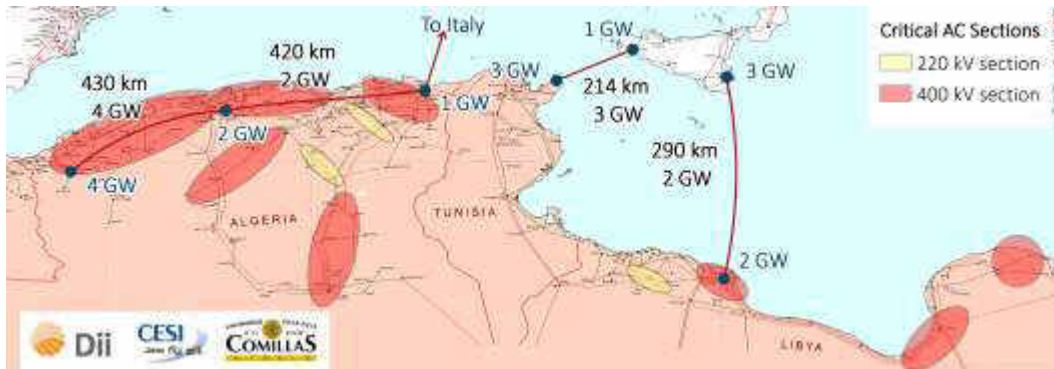 To Italy
420 km
2 GW
430 km
4 GW
1 GW
3 GW
214 km
3 GW
3 GW
1 GW
2 GW
4 GW
290 km
2 GW
2 GW
ALGERIA
TUNISIA
LIBYA
Critical AC Sections
220 kV section
400 kV section
Dii
CESI
COMILLAS